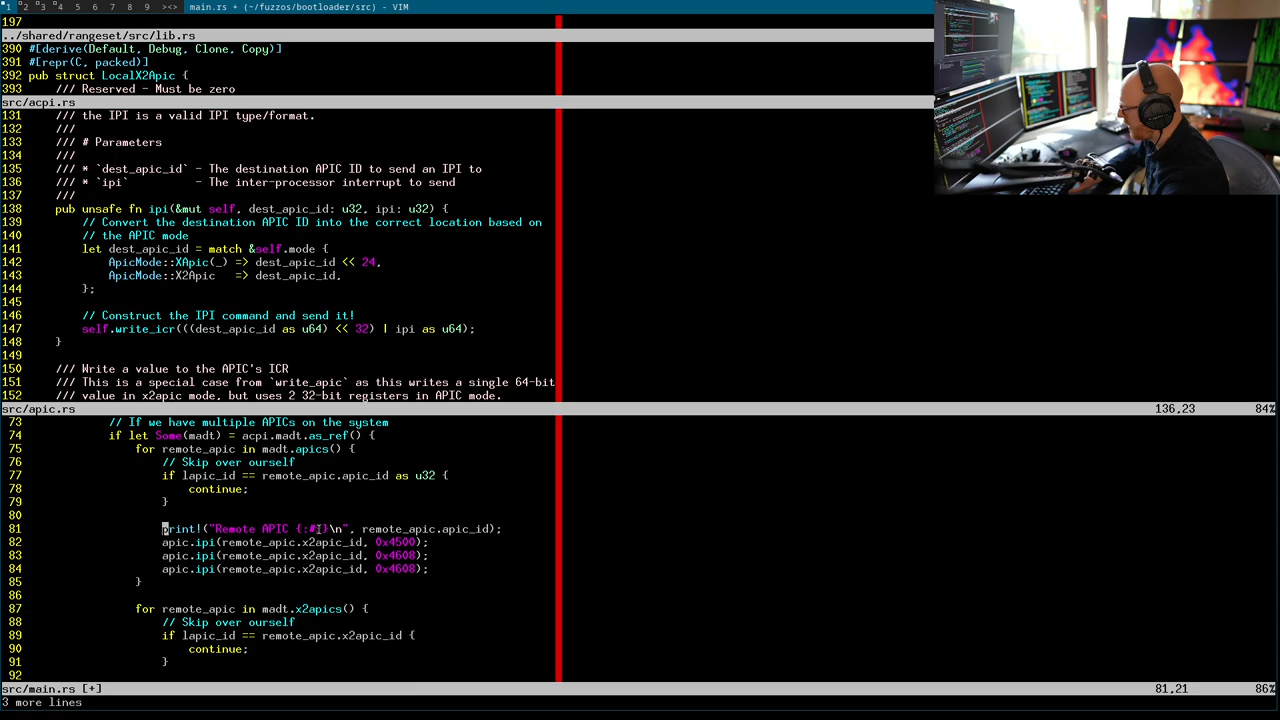 1 2 3 4 5 6 7 8 9 ><> main.rs * (~/fuzzos/bootloader/src) - VIM
197
../shared/rangeset/src/lib.rs
390 #[derive(Default, Debug, Clone, Copy)]
391 #[repr(C, packed)]
392 pub struct LocalX2Apic {
393     /// Reserved - Must be zero
src/acpi.rs
131     /// the IPI is a valid IPI type/format.
132     ///
133     /// # Parameters
134     ///
135     /// * `dest_apic_id` - The destination APIC ID to send an IPI to
136     /// * `ipi`          - The inter-processor interrupt to send
137     ///
138     pub unsafe fn ipi(&mut self, dest_apic_id: u32, ipi: u32) {
139         // Convert the destination APIC ID into the correct location based on
140         // the APIC mode
141         let dest_apic_id = match &self.mode {
142             ApicMode::XApic(_) => dest_apic_id << 24,
143             ApicMode::X2Apic   => dest_apic_id,
144         };
145
146         // Construct the IPI command and send it!
147         self.write_icr(((dest_apic_id as u64) << 32) | ipi as u64);
148     }
149
150     /// Write a value to the APIC's ICR
151     /// This is a special case from `write_apic` as this writes a single 64-bit
152     /// value in x2apic mode, but uses 2 32-bit registers in APIC mode.
src/apic.rs 136,23 84%
73             // If we have multiple APICs on the system
74             if let Some(madt) = acpi.madt.as_ref() {
75                 for remote_apic in madt.apics() {
76                     // Skip over ourself
77                     if lapic_id == remote_apic.apic_id as u32 {
78                         continue;
79                     }
80
81                     print!("Remote APIC {:#?}\n", remote_apic.apic_id);
82                     apic.ipi(remote_apic.x2apic_id, 0x4500);
83                     apic.ipi(remote_apic.x2apic_id, 0x4608);
84                     apic.ipi(remote_apic.x2apic_id, 0x4608);
85                 }
86
87                 for remote_apic in madt.x2apics() {
88                     // Skip over ourself
89                     if lapic_id == remote_apic.x2apic_id {
90                         continue;
91                     }
92
src/main.rs [+] 81,21 86%
3 more lines